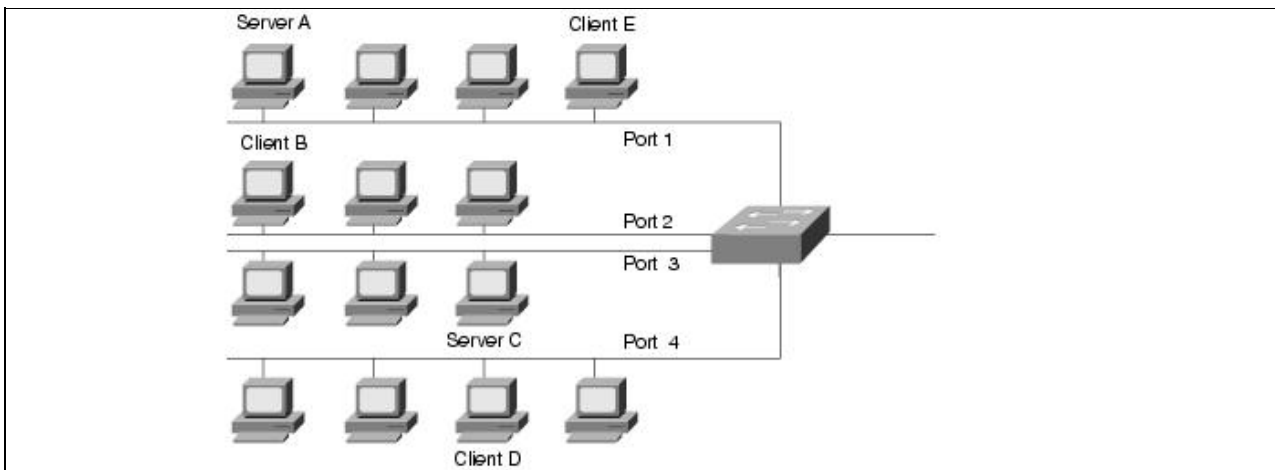 Server A
Client E
Port 1
Client B
Port 2
Port 3
Server C
Port 4
Client D